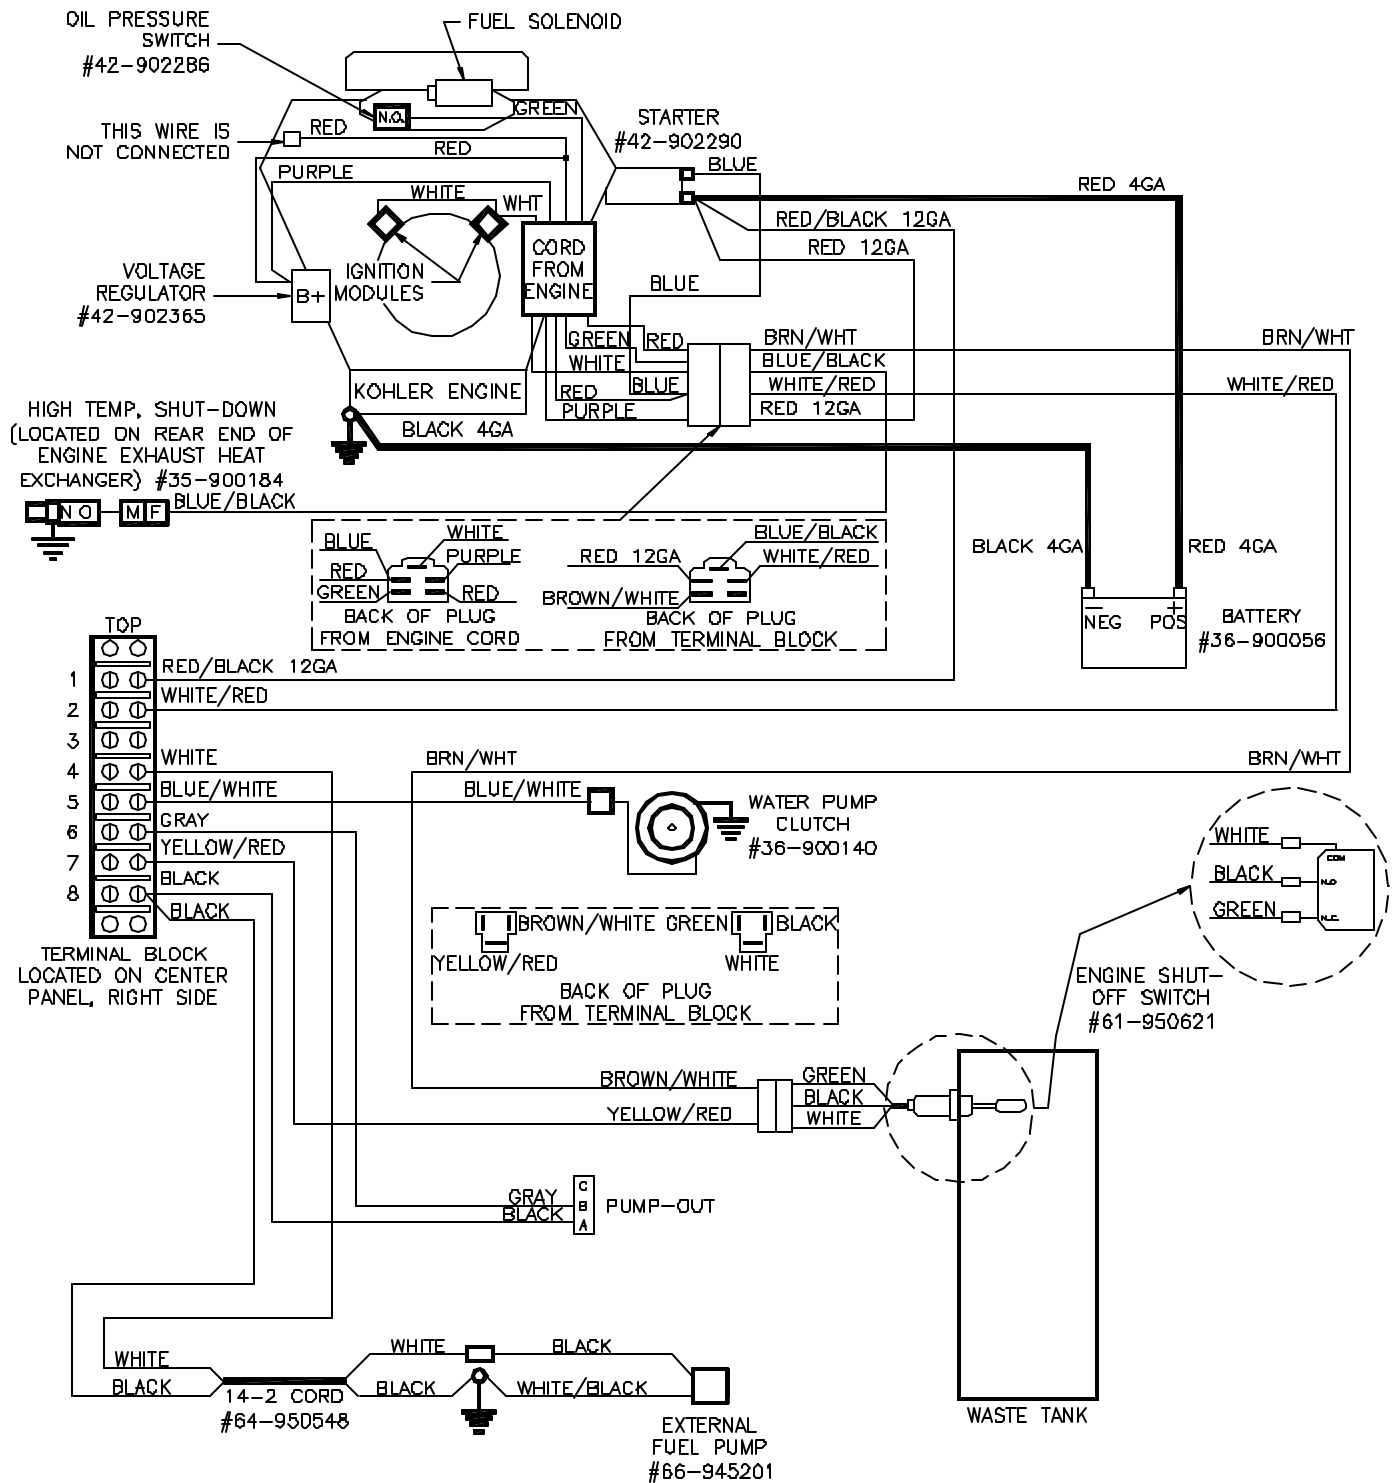 OIL PRESSURE
SWITCH
#42-902286
FUEL SOLENOID
N.O.
GREEN
STARTER
#42-902290
THIS WIRE IS
NOT CONNECTED
RED
RED
PURPLE
WHITE
WHT
BLUE
RED 4GA
RED/BLACK 12GA
RED 12GA
CORD
FROM
ENGINE
VOLTAGE
REGULATOR
#42-902365
B+
IGNITION
MODULES
BLUE
GREEN
RED
WHITE
RED
BLUE
PURPLE
BRN/WHT
BLUE/BLACK
WHITE/RED
RED 12GA
BRN/WHT
WHITE/RED
KOHLER ENGINE
BLACK 4GA
HIGH TEMP. SHUT-DOWN
(LOCATED ON REAR END OF
ENGINE EXHAUST HEAT
EXCHANGER) #35-900184
NO
M F
BLUE/BLACK
BLUE
WHITE
PURPLE
RED
GREEN
RED
BACK OF PLUG
FROM ENGINE CORD
BLUE/BLACK
RED 12GA
WHITE/RED
BROWN/WHITE
BACK OF PLUG
FROM TERMINAL BLOCK
BLACK 4GA
RED 4GA
- +
NEG POS
BATTERY
#36-900056
TOP
1
2
3
4
5
6
7
8
RED/BLACK 12GA
WHITE/RED
WHITE
BLUE/WHITE
GRAY
YELLOW/RED
BLACK
BLACK
TERMINAL BLOCK
LOCATED ON CENTER
PANEL, RIGHT SIDE
BRN/WHT
BRN/WHT
BLUE/WHITE
WATER PUMP
CLUTCH
#36-900140
WHITE
BLACK
GREEN
COM
N.O
N.C.
BROWN/WHITE
YELLOW/RED
GREEN
BLACK
WHITE
BACK OF PLUG
FROM TERMINAL BLOCK
ENGINE SHUT-
OFF SWITCH
#61-950621
BROWN/WHITE
YELLOW/RED
GREEN
BLACK
WHITE
GRAY
BLACK
C
B
A
PUMP-OUT
WASTE TANK
WHITE
BLACK
14-2 CORD
#64-950548
WHITE
BLACK
BLACK
WHITE/BLACK
EXTERNAL
FUEL PUMP
#66-945201